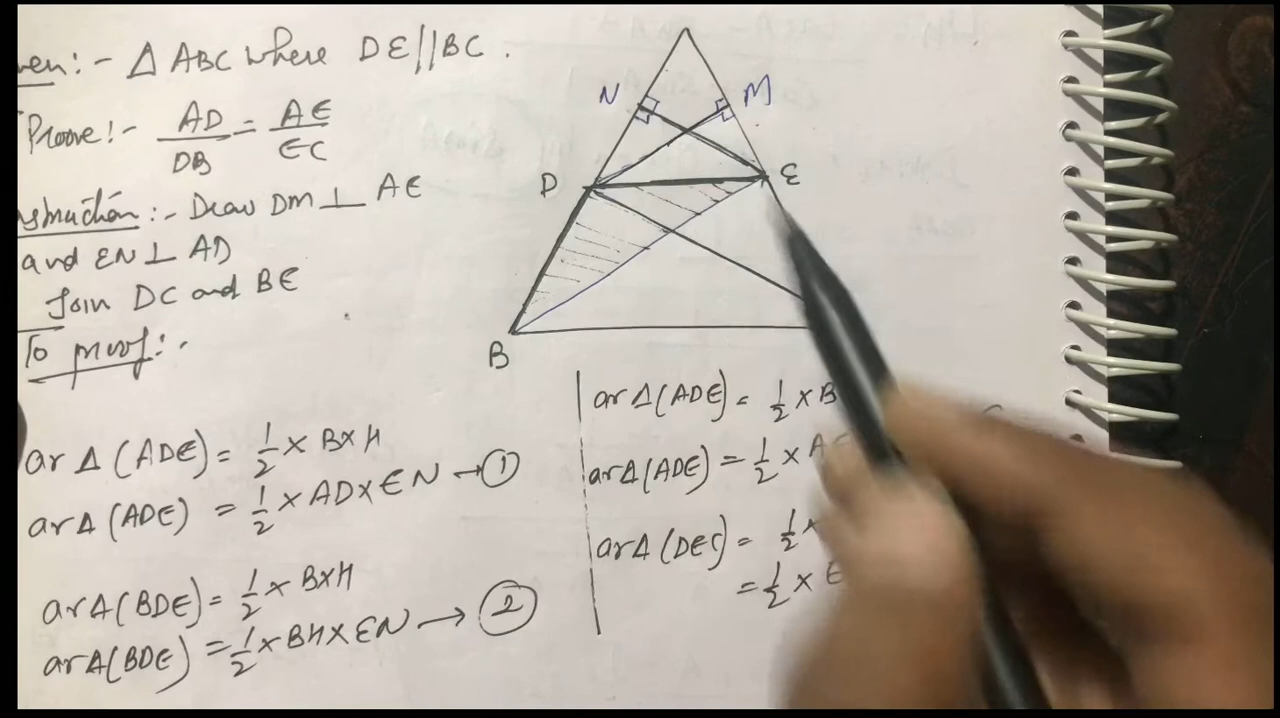 ven:- Δ ABC where DE//BC.
Prove:- AD/DB = AE/EC
struction:- Draw DM ⊥ AE
and EN ⊥ AD
Join DC and BE
To proof:-
ar Δ (ADE) = 1/2 × B×H
ar Δ (ADE) = 1/2 × AD × EN → ①
ar Δ (BDE) = 1/2 × B×H
ar Δ (BDE) = 1/2 × BH × EN → ②
N
M
D
E
B
ar Δ (ADE) = 1/2 × B
ar Δ (ADE) = 1/2 × AE
ar Δ (DEC) = 1/2 ×
= 1/2 × E